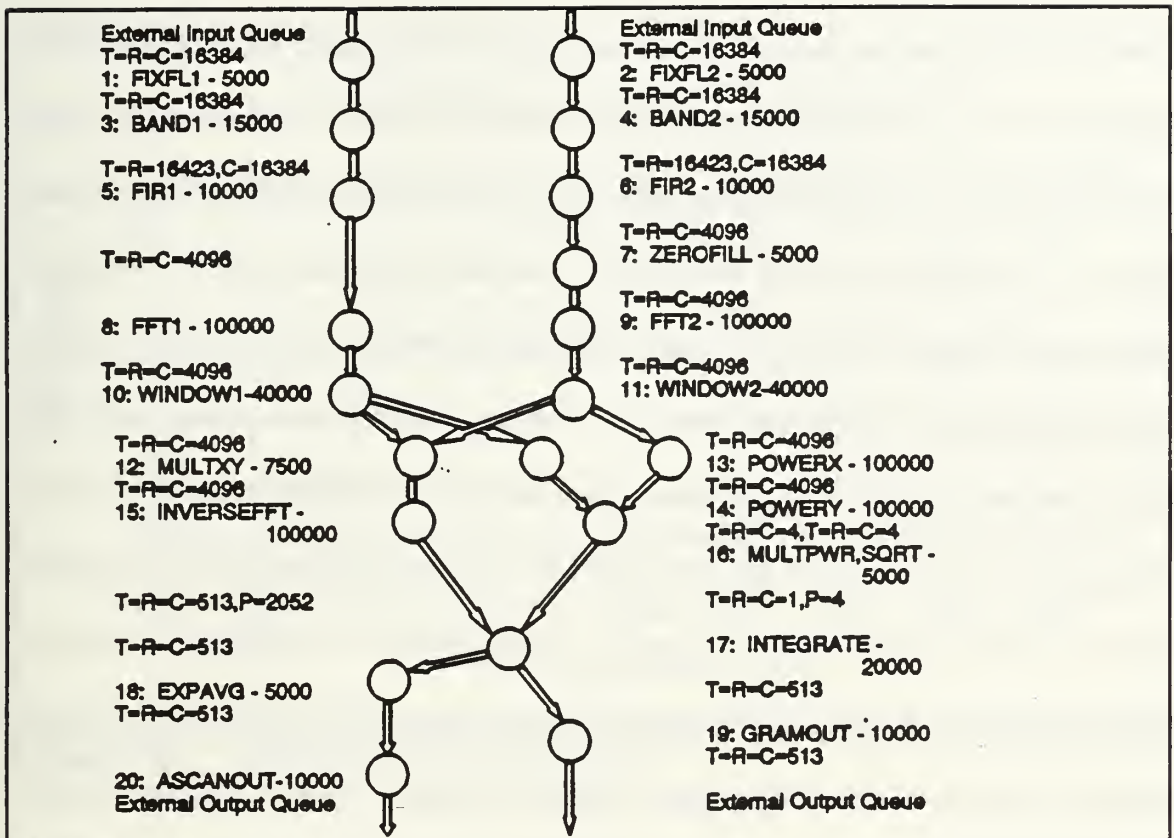 External Input Queue
T=R=C=16384
1: FIXFL1 - 5000
T=R=C=16384
3: BAND1 - 15000
T=R=16423,C=16384
5: FIR1 - 10000
T=R=C=4096
8: FFT1 - 100000
T=R=C=4096
10: WINDOW1-40000
T=R=C=4096
12: MULTXY - 7500
T=R=C=4096
15: INVERSEFFT -
100000
T=R=C=513,P=2052
T=R=C=513
18: EXPAVG - 5000
T=R=C=513
20: ASCANOUT-10000
External Output Queue
External Input Queue
T=R=C=16384
2: FIXFL2 - 5000
T=R=C=16384
4: BAND2 - 15000
T=R=16423,C=16384
6: FIR2 - 10000
T=R=C=4096
7: ZEROFILL - 5000
T=R=C=4096
9: FFT2 - 100000
T=R=C=4096
11: WINDOW2-40000
T=R=C=4096
13: POWERX - 100000
T=R=C=4096
14: POWERY - 100000
T=R=C=4,T=R=C=4
16: MULTPWR,SQRT -
5000
T=R=C=1,P=4
17: INTEGRATE -
20000
T=R=C=513
19: GRAMOUT - 10000
T=R=C=513
External Output Queue